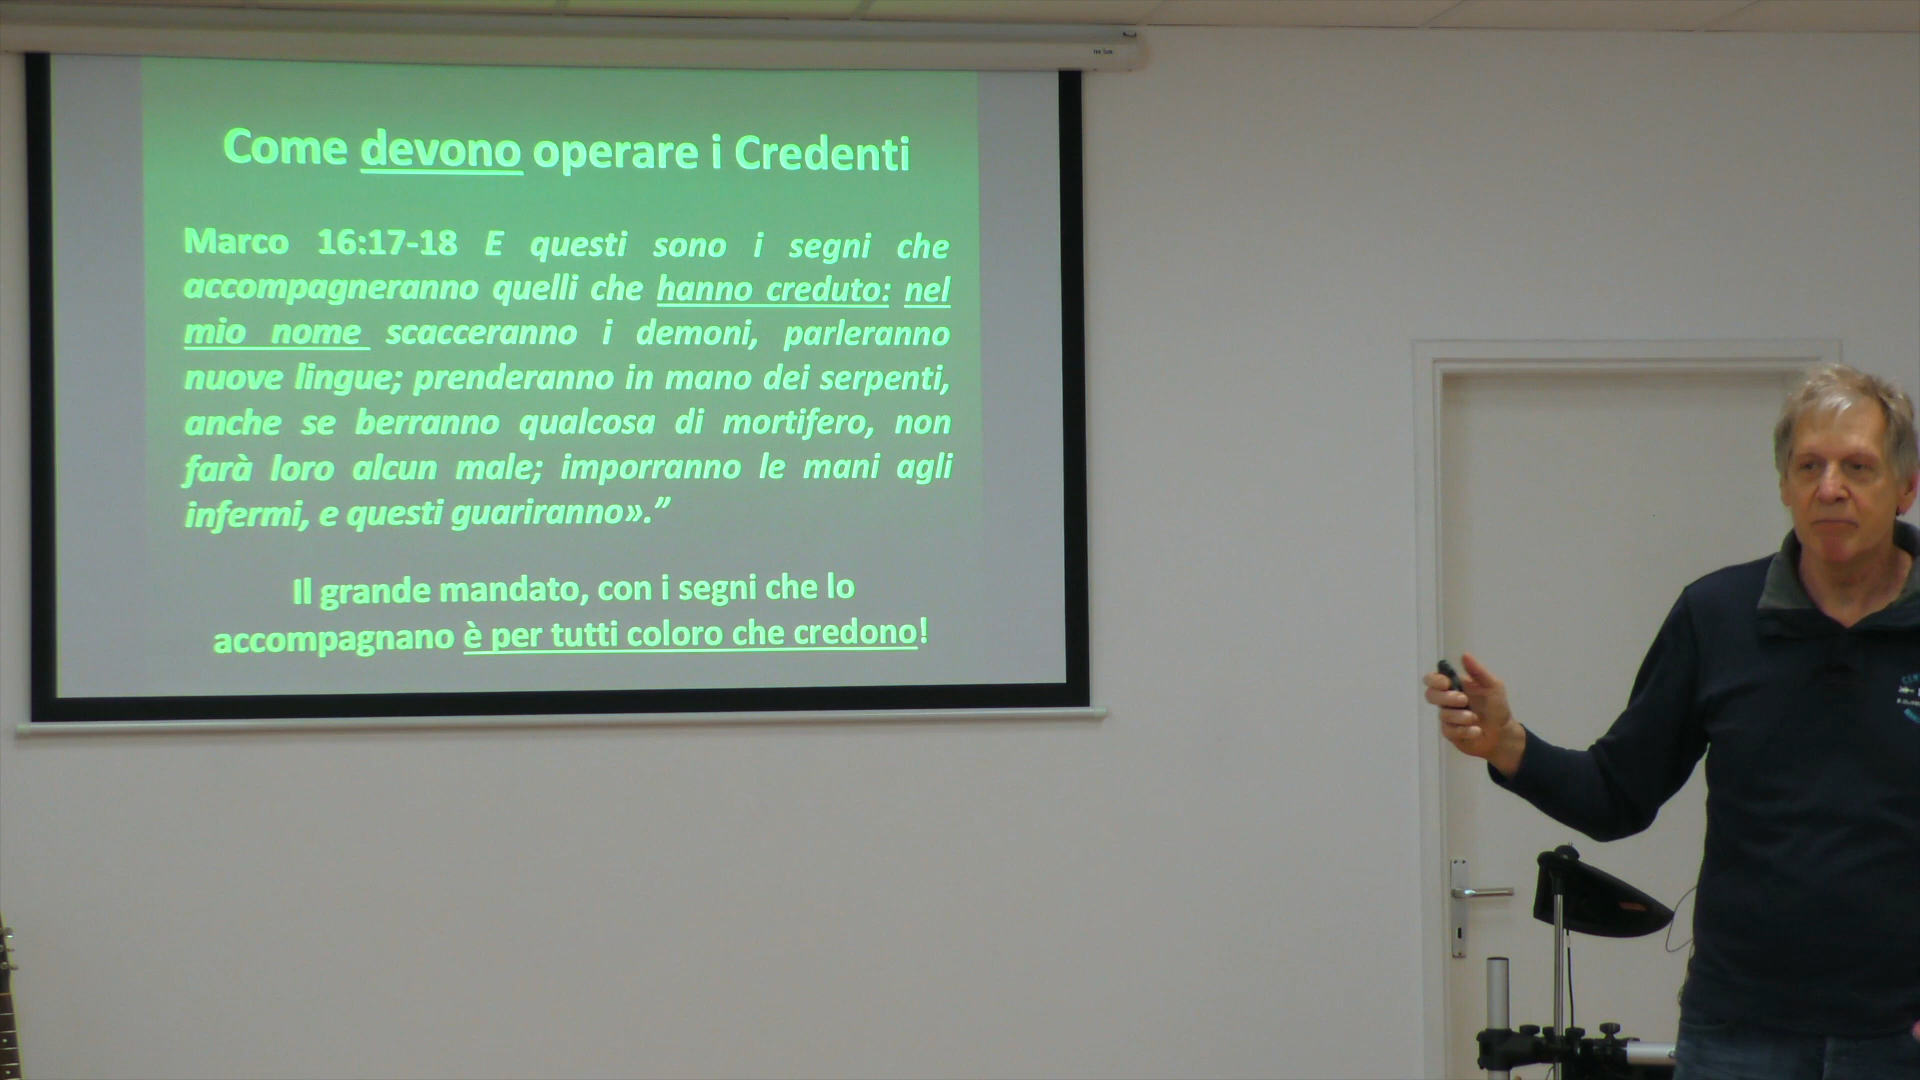 Come devono operare i Credenti
Marco 16:17-18 E questi sono i segni che
accompagneranno quelli che hanno creduto: nel
mio nome scacceranno i demoni, parleranno
nuove lingue; prenderanno in mano dei serpenti,
anche se berranno qualcosa di mortifero, non
farà loro alcun male; imporranno le mani agli
infermi, e questi guariranno».”
Il grande mandato, con i segni che lo
accompagnano è per tutti coloro che credono!